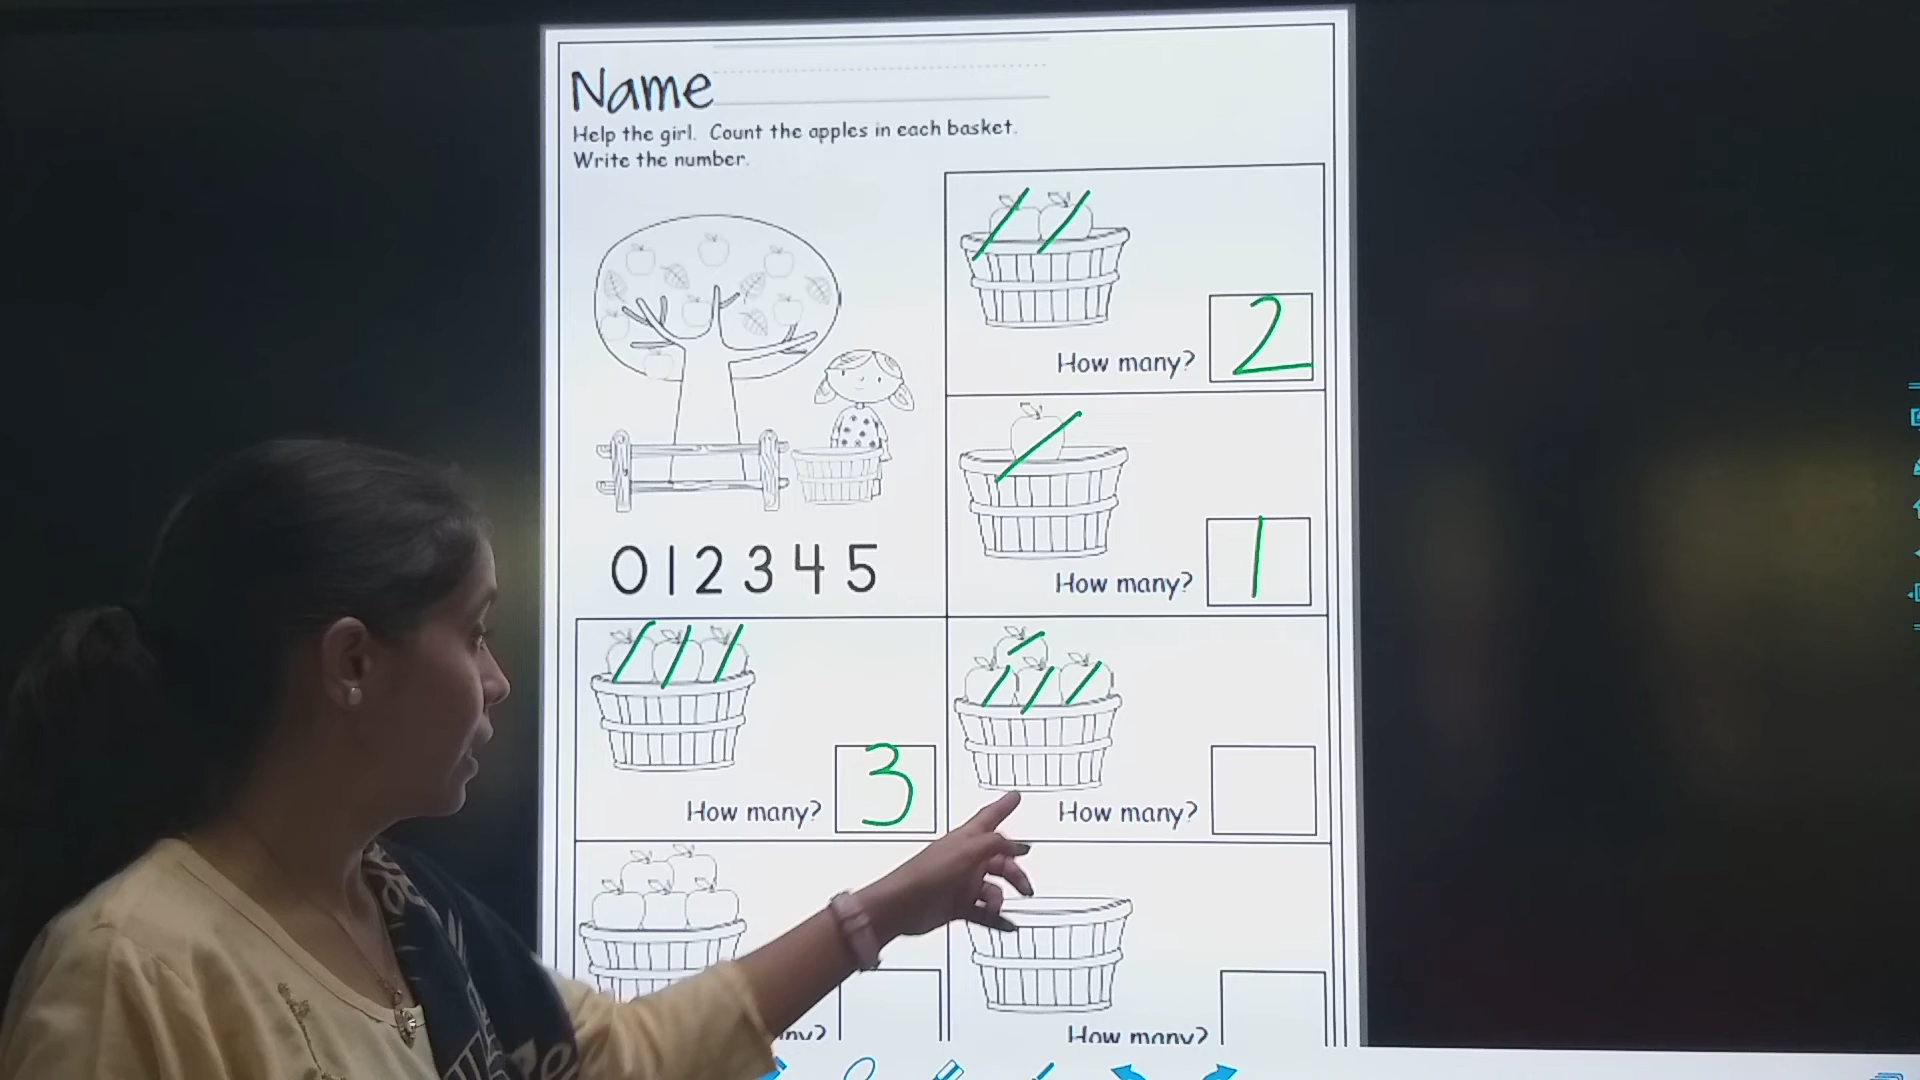 Name
Help the girl. Count the apples in each basket.
Write the number.
How many? 2
0 1 2 3 4 5
How many? 1
How many? 3
How many?
How many?